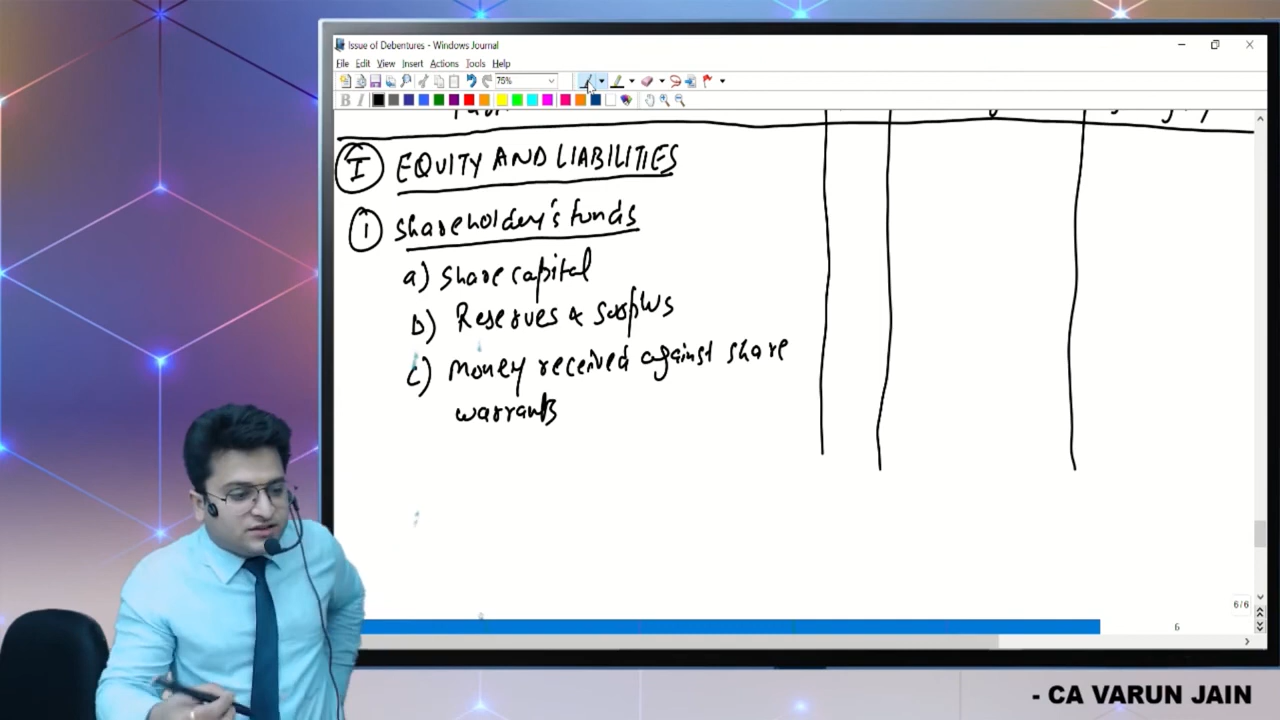 Issue of Debentures - Windows Journal
File Edit View Insert Actions Tools Help
75%
B I
I EQUITY AND LIABILITIES
1 Shareholder's funds
a) Share capital
b) Reserves & Surplus
c) Money received against share
warrants
6/6
6
- CA VARUN JAIN